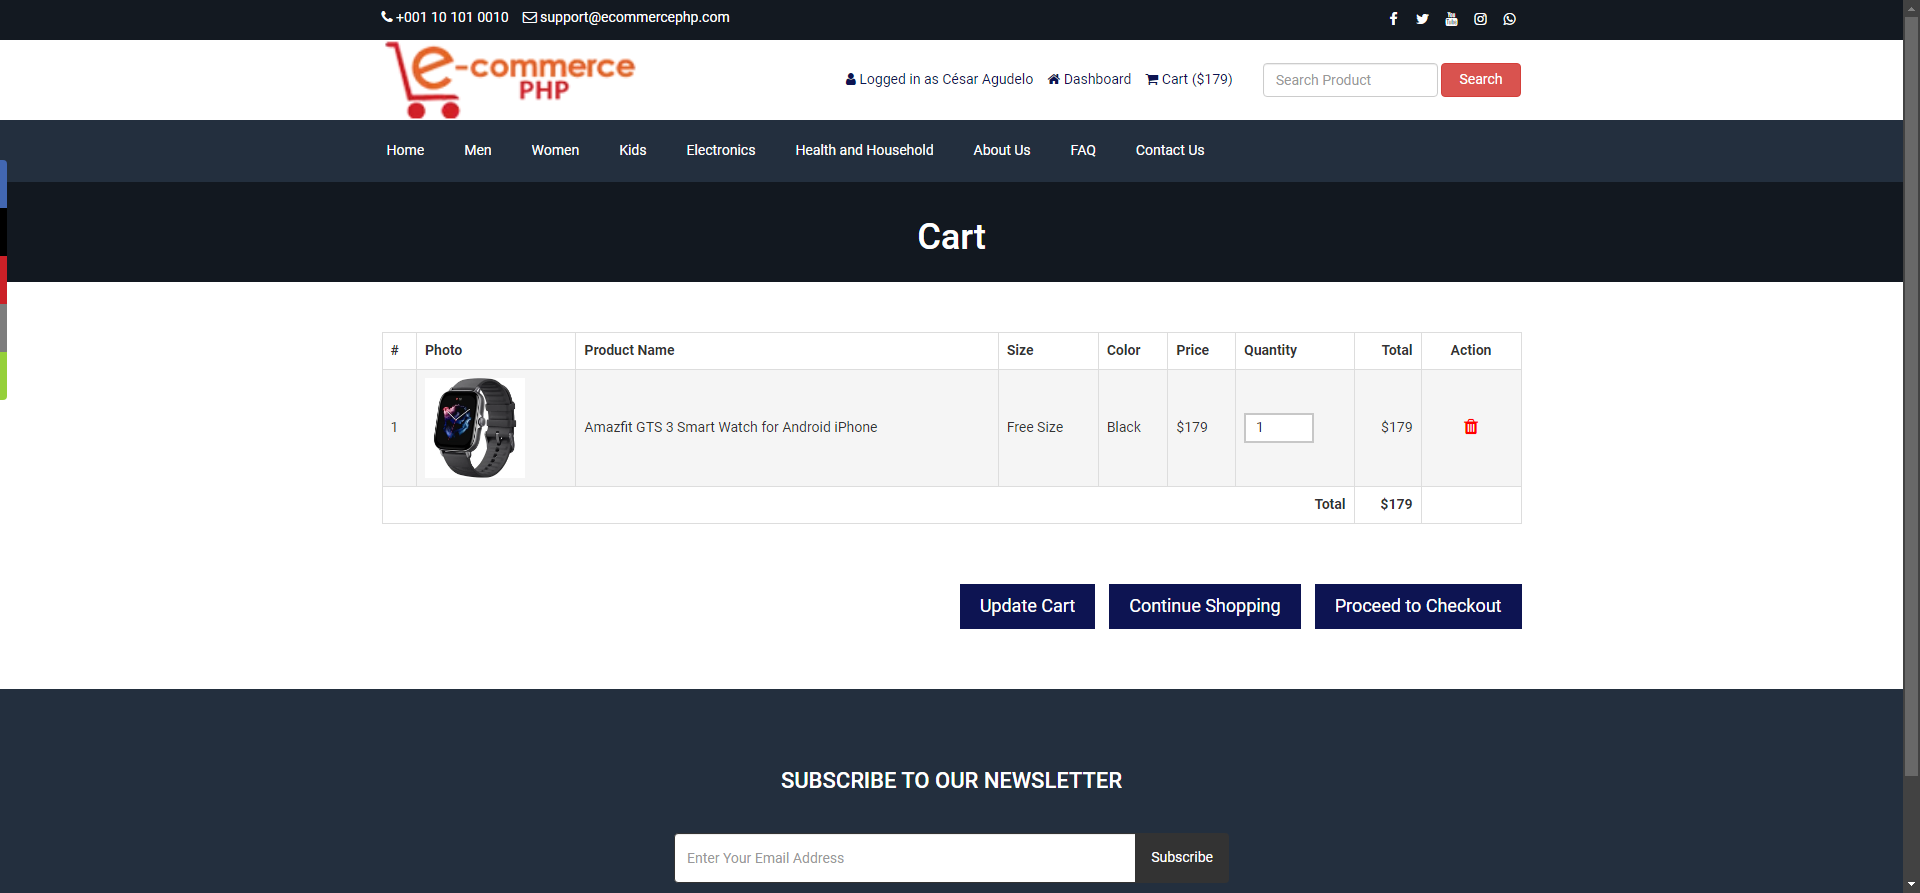 +001 10 101 0010 support@ecommercephp.com
e-commerce
PHP
Logged in as César Agudelo Dashboard Cart ($179) Search Product Search
Home Men Women Kids Electronics Health and Household About Us FAQ Contact Us
Cart
# Photo Product Name Size Color Price Quantity Total Action
1 Amazfit GTS 3 Smart Watch for Android iPhone Free Size Black $179 1 $179
Total $179
Update Cart Continue Shopping Proceed to Checkout
SUBSCRIBE TO OUR NEWSLETTER
Enter Your Email Address Subscribe